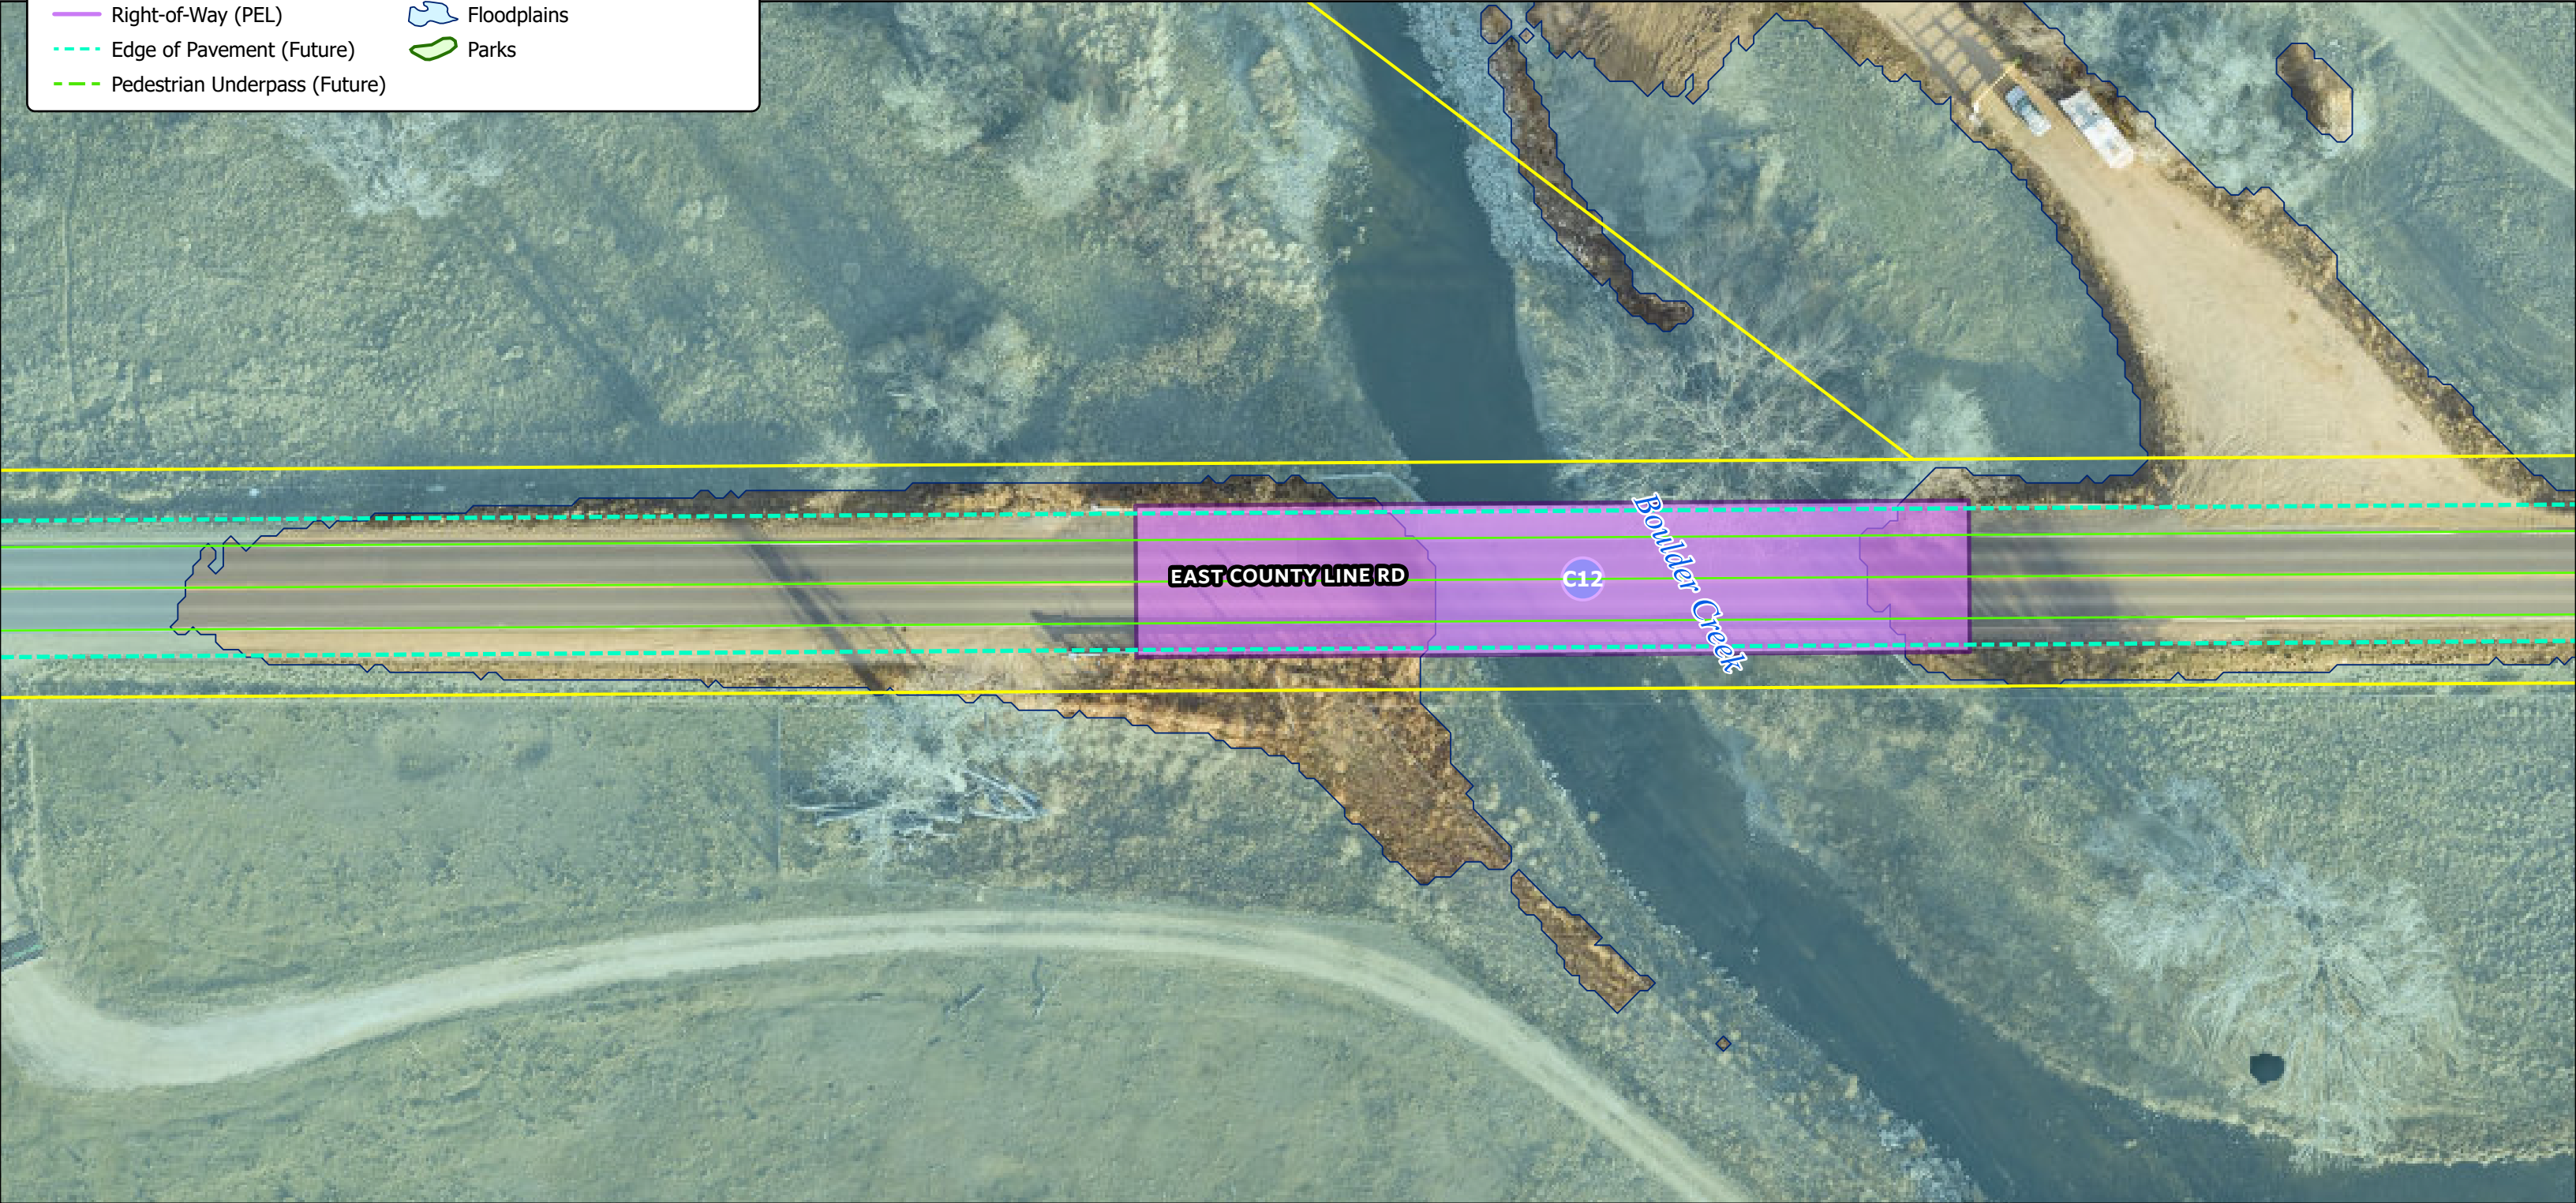 Right-of-Way (PEL)
Floodplains
Edge of Pavement (Future)
Parks
Pedestrian Underpass (Future)
EAST COUNTY LINE RD
C12
Boulder Creek